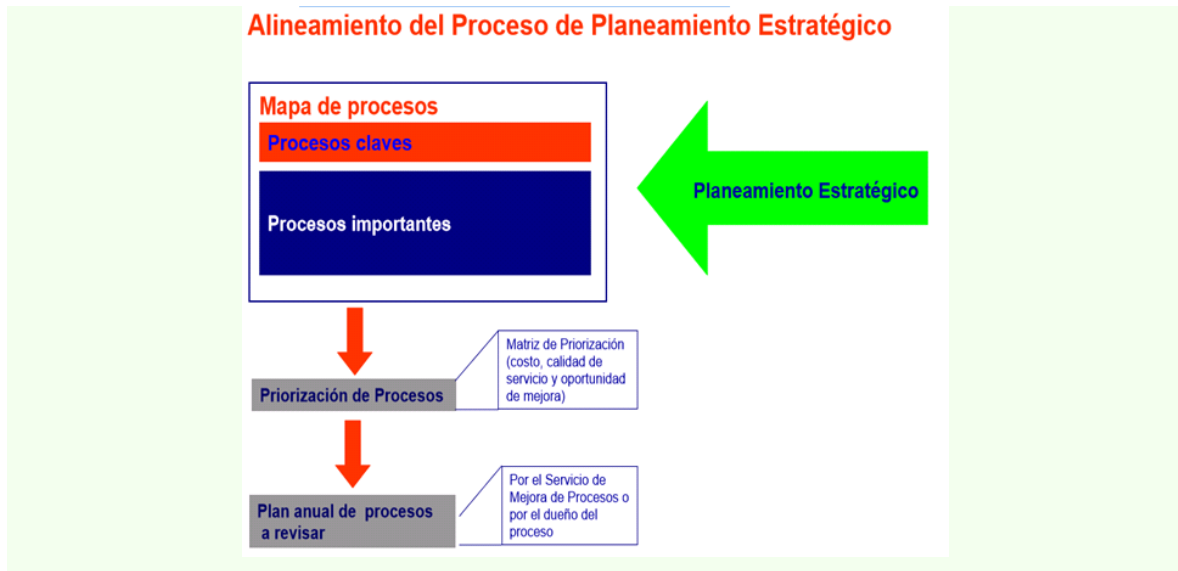 Alineamiento del Proceso de Planeamiento Estratégico
Mapa de procesos
Procesos claves
Procesos importantes
Planeamiento Estratégico
Priorización de Procesos
Matriz de Priorización
(costo, calidad de
servicio y oportunidad
de mejora)
Plan anual de procesos
a revisar
Por el Servicio de
Mejora de Procesos o
por el dueño del
proceso